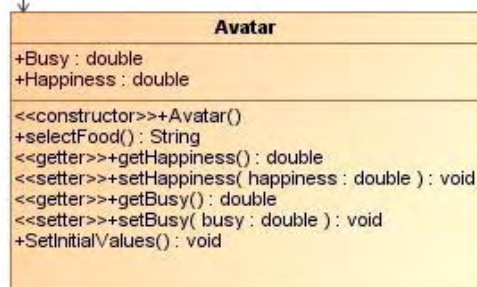 Avatar
+Busy : double
+Happiness : double
<<constructor>>+Avatar()
+selectFood() : String
<<getter>>+getHappiness() : double
<<setter>>+setHappiness( happiness : double ) : void
<<getter>>+getBusy() : double
<<setter>>+setBusy( busy : double ) : void
+SetInitialValues() : void